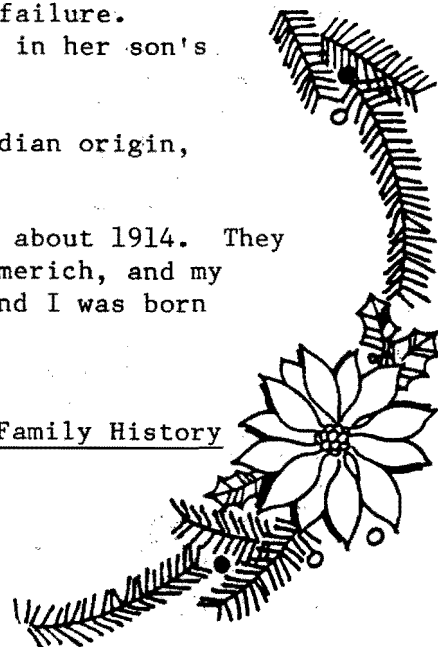 failure.
in her son's
dian origin,
about 1914. They
merich, and my
nd I was born
Family History